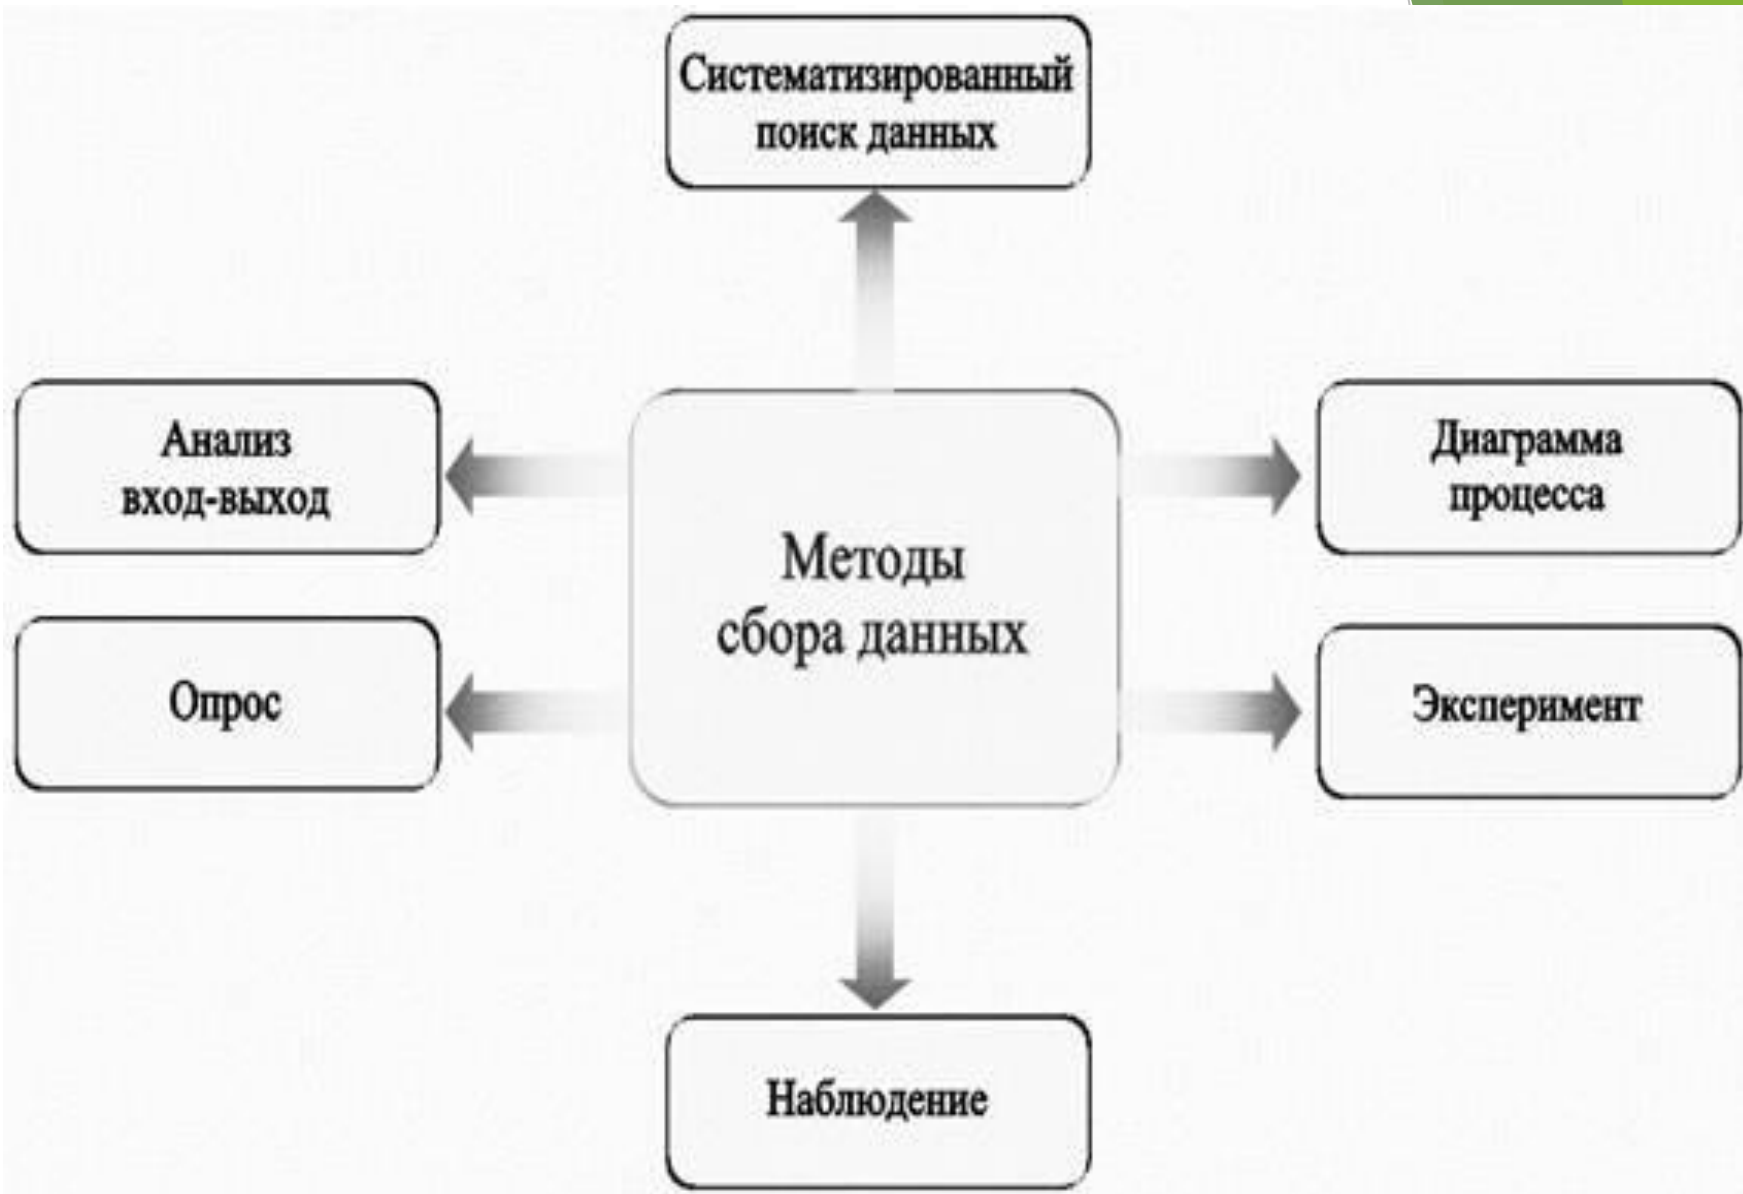 Систематизированный
поиск данных
Анализ
вход-выход
Диаграмма
процесса
Методы
сбора данных
Опрос
Эксперимент
Наблюдение